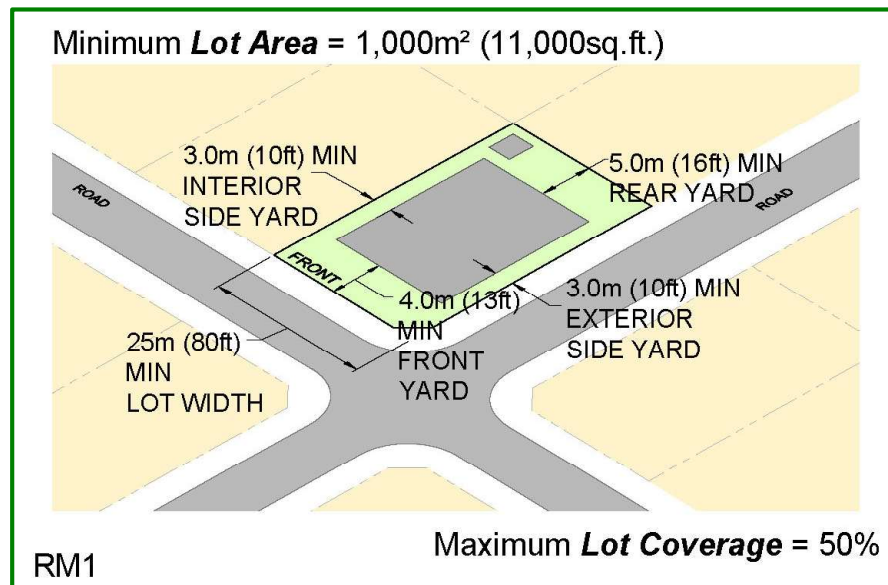 Minimum Lot Area = 1,000m² (11,000sq.ft.)
3.0m (10ft) MIN
INTERIOR
SIDE YARD
5.0m (16ft) MIN
REAR YARD
ROAD
ROAD
FRONT
4.0m (13ft)
MIN
FRONT
YARD
3.0m (10ft) MIN
EXTERIOR
SIDE YARD
25m (80ft)
MIN
LOT WIDTH
Maximum Lot Coverage = 50%
RM1